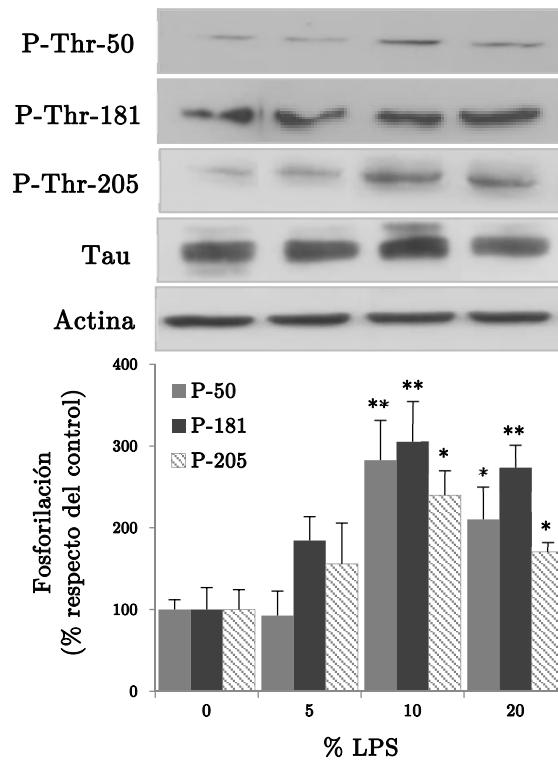 P-Thr-50
P-Thr-181
P-Thr-205
Tau
Actina
Fosforilación
(% respecto del control)
400
300
200
100
0
P-50
P-181
P-205
**
**
*
*
**
*
0 5 10 20
% LPS